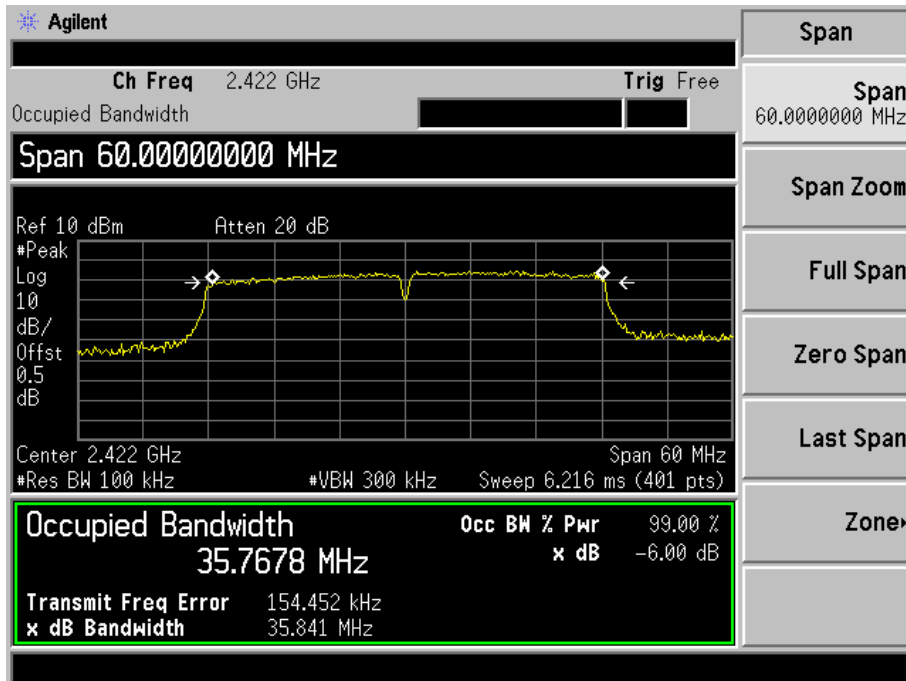 Agilent
Span
Ch Freq 2.422 GHz Trig Free
Occupied Bandwidth
Span
60.0000000 MHz
Span 60.00000000 MHz
Span Zoom
Ref 10 dBm Atten 20 dB
#Peak
Log
10
dB/
Offst
0.5
dB
Full Span
Zero Span
Last Span
Center 2.422 GHz Span 60 MHz
#Res BW 100 kHz #VBW 300 kHz Sweep 6.216 ms (401 pts)
Zone
Occupied Bandwidth Occ BW % Pwr 99.00 %
35.7678 MHz x dB -6.00 dB
Transmit Freq Error 154.452 kHz
x dB Bandwidth 35.841 MHz